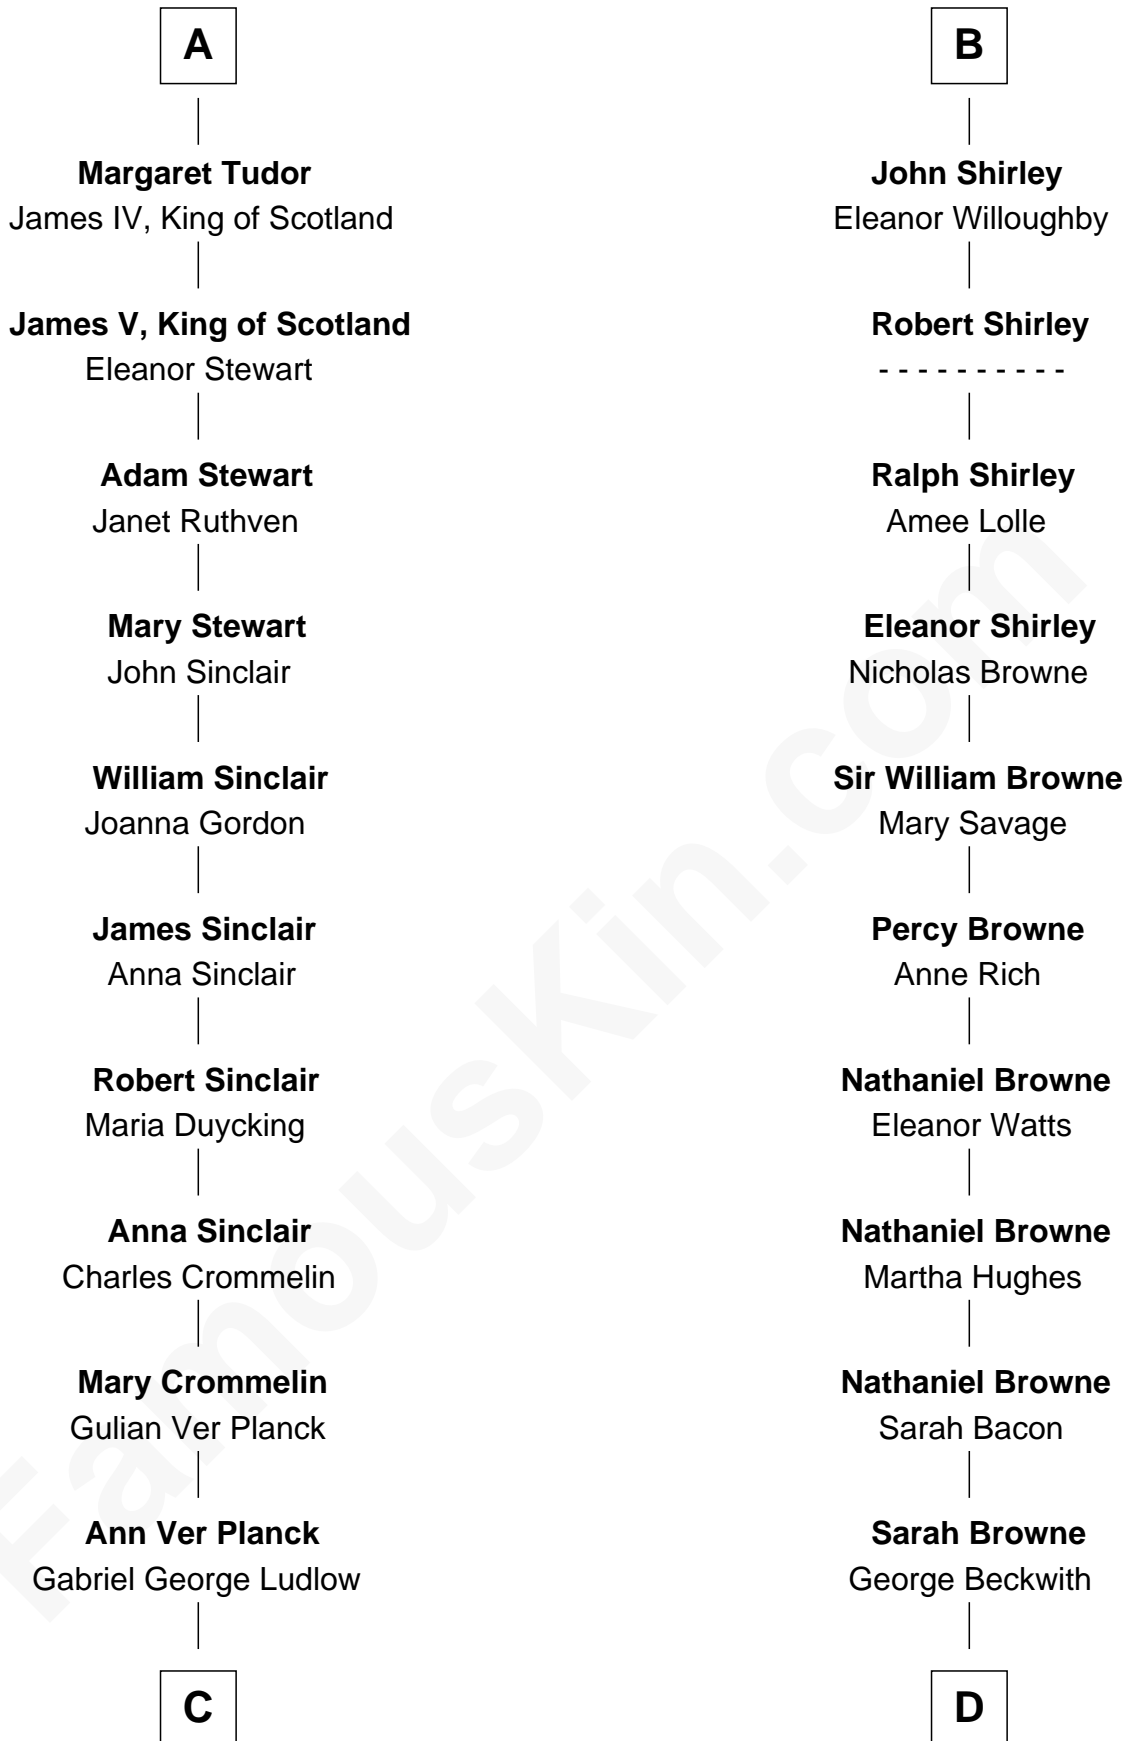 A
Margaret Tudor
James IV, King of Scotland
James V, King of Scotland
Eleanor Stewart
Adam Stewart
Janet Ruthven
Mary Stewart
John Sinclair
William Sinclair
Joanna Gordon
James Sinclair
Anna Sinclair
Robert Sinclair
Maria Duycking
Anna Sinclair
Charles Crommelin
Mary Crommelin
Gulian Ver Planck
Ann Ver Planck
Gabriel George Ludlow
C
B
John Shirley
Eleanor Willoughby
Robert Shirley
- - - - - - - - - -
Ralph Shirley
Amee Lolle
Eleanor Shirley
Nicholas Browne
Sir William Browne
Mary Savage
Percy Browne
Anne Rich
Nathaniel Browne
Eleanor Watts
Nathaniel Browne
Martha Hughes
Nathaniel Browne
Sarah Bacon
Sarah Browne
George Beckwith
D
FamousKin.com